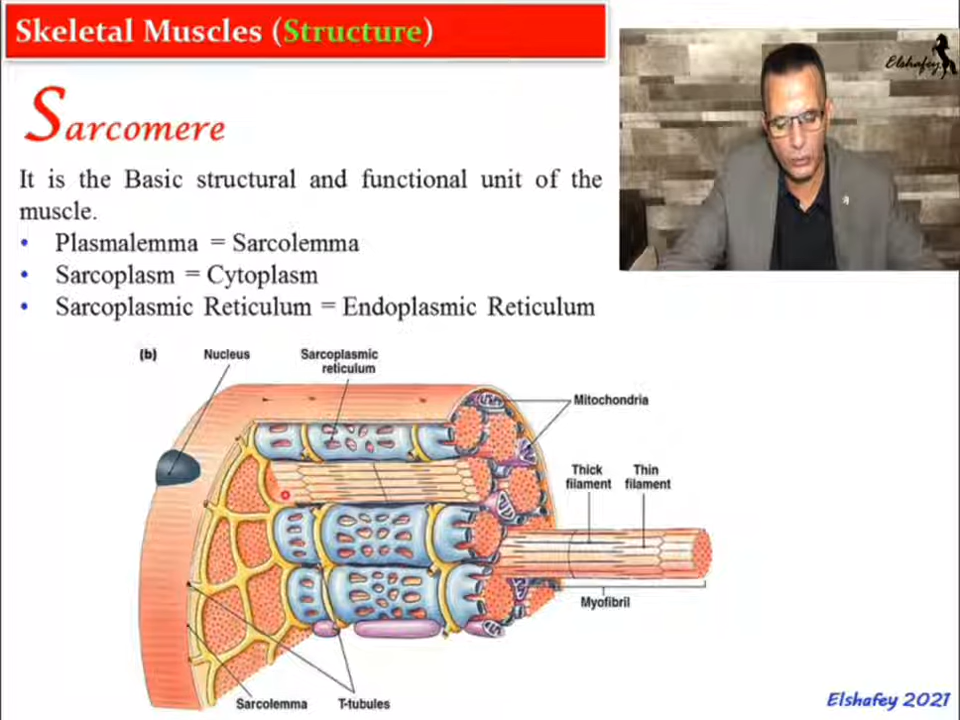 Skeletal Muscles (Structure)
Elshafey
Sarcomere
It is the Basic structural and functional unit of the
muscle.
• Plasmalemma = Sarcolemma
• Sarcoplasm = Cytoplasm
• Sarcoplasmic Reticulum = Endoplasmic Reticulum
(b)
Nucleus
Sarcoplasmic
reticulum
Mitochondria
Thick
filament
Thin
filament
Myofibril
Sarcolemma
T-tubules
Elshafey 2021